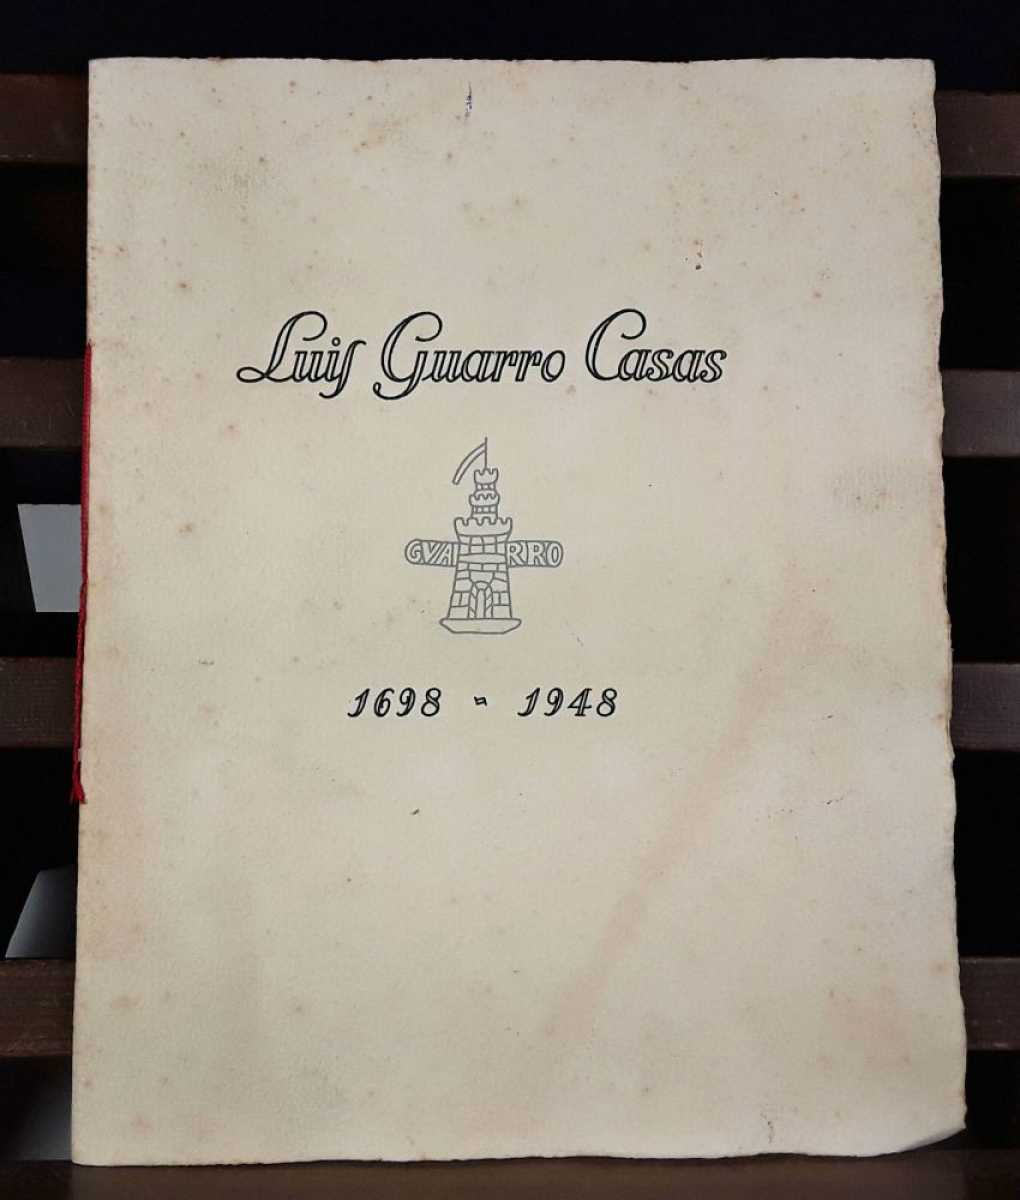 Luis Guarro Casas
GVARRO
1698 - 1948